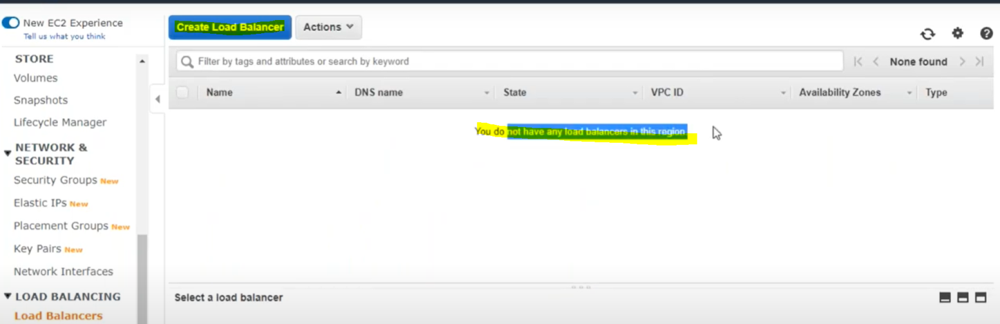 New EC2 Experience
Tell us what you think
STORE
Volumes
Snapshots
Lifecycle Manager
NETWORK &
SECURITY
Security Groups New
Elastic IPs New
Placement Groups New
Key Pairs New
Network Interfaces
LOAD BALANCING
Load Balancers
Create Load Balancer
Actions
Filter by tags and attributes or search by keyword
None found
Name DNS name State VPC ID Availability Zones Type
You do not have any load balancers in this region
Select a load balancer